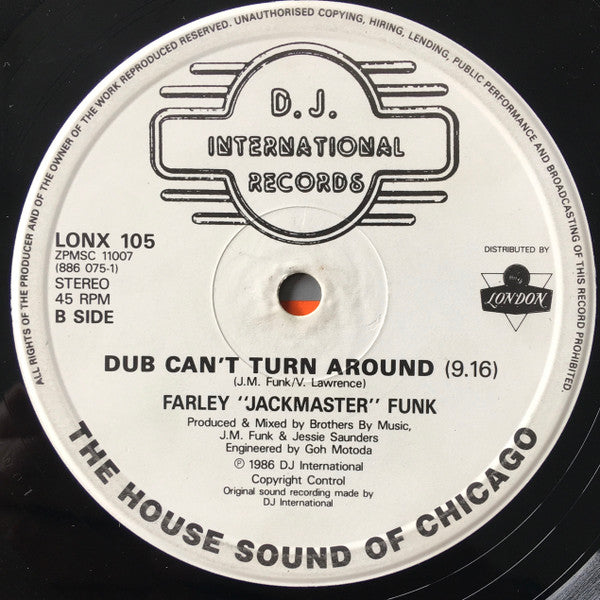 ALL RIGHTS OF THE PRODUCER AND OF THE OWNER OF THE WORK REPRODUCED RESERVED. UNAUTHORISED COPYING, HIRING, LENDING, PUBLIC PERFORMANCE AND BROADCASTING OF THIS RECORD PROHIBITED.
D.J.
INTERNATIONAL
RECORDS
LONX 105
ZPMSC 11007
(886 075-1)
STEREO
45 RPM
B SIDE
DISTRIBUTED BY
LONDON
DUB CAN'T TURN AROUND (9.16)
(J.M. Funk/V. Lawrence)
FARLEY "JACKMASTER" FUNK
Produced & Mixed by Brothers By Music,
J.M. Funk & Jessie Saunders
Engineered by Goh Motoda
℗ 1986 DJ International
Copyright Control
Original sound recording made by
DJ International
THE HOUSE SOUND OF CHICAGO